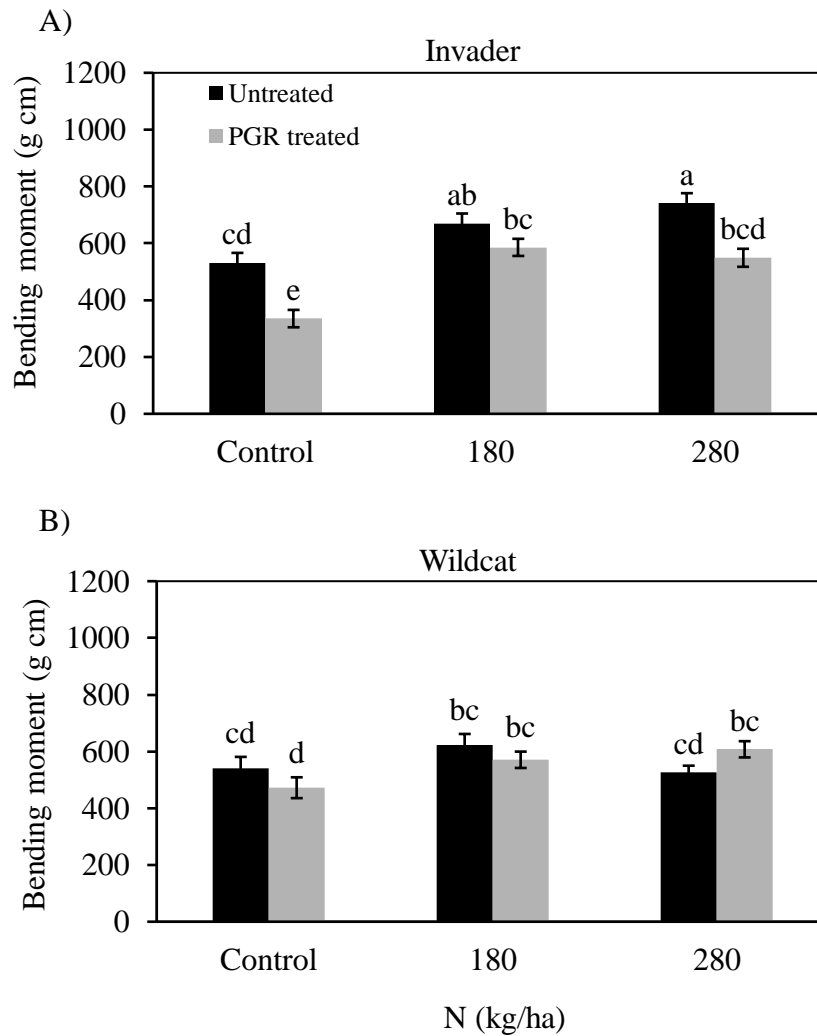 A)
Invader
Bending moment (g cm)
1200
1000
800
600
400
200
0
Untreated
PGR treated
cd
e
ab
bc
a
bcd
Control 180 280
B)
Wildcat
Bending moment (g cm)
1200
1000
800
600
400
200
0
cd
d
bc
bc
cd
bc
Control 180 280
N (kg/ha)